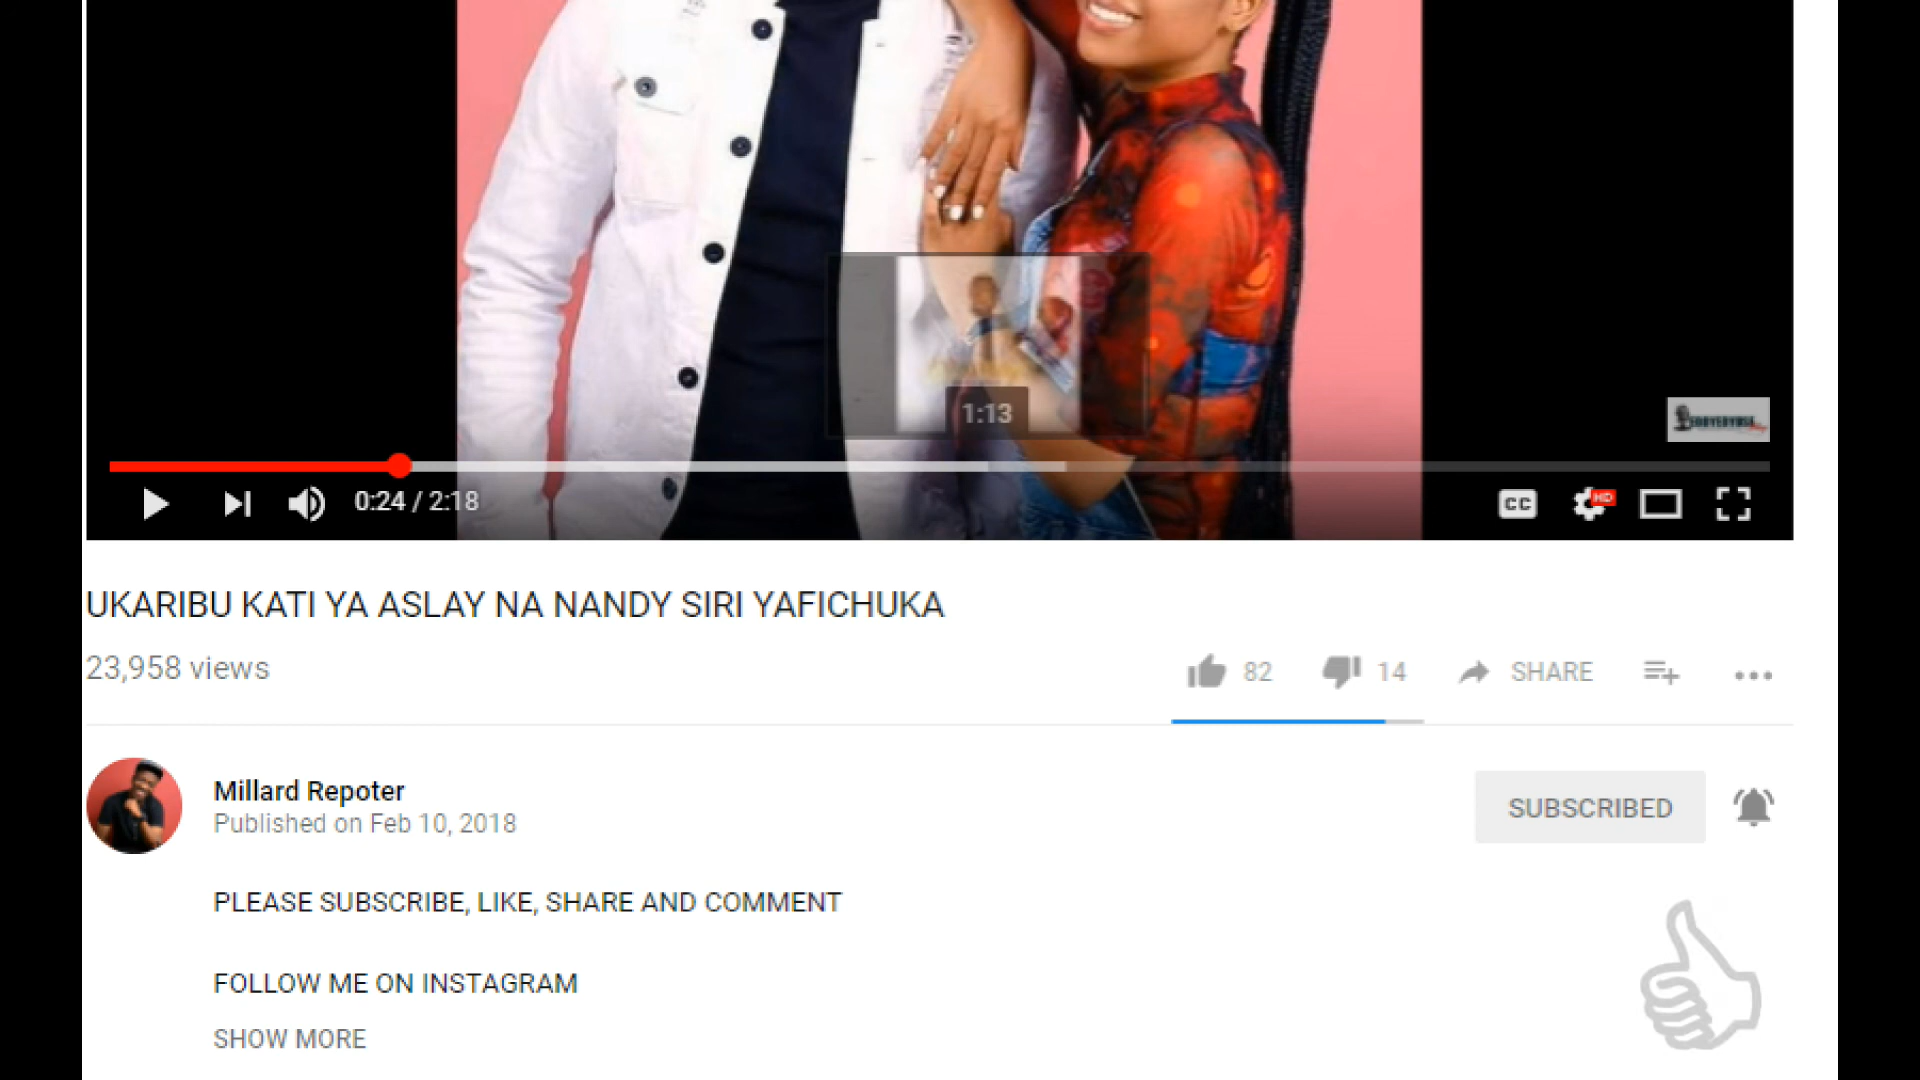 1:13
0:24 / 2:18
CC
HD
UKARIBU KATI YA ASLAY NA NANDY SIRI YAFICHUKA
23,958 views
82
14
SHARE
Millard Repoter
Published on Feb 10, 2018
SUBSCRIBED
PLEASE SUBSCRIBE, LIKE, SHARE AND COMMENT
FOLLOW ME ON INSTAGRAM
SHOW MORE